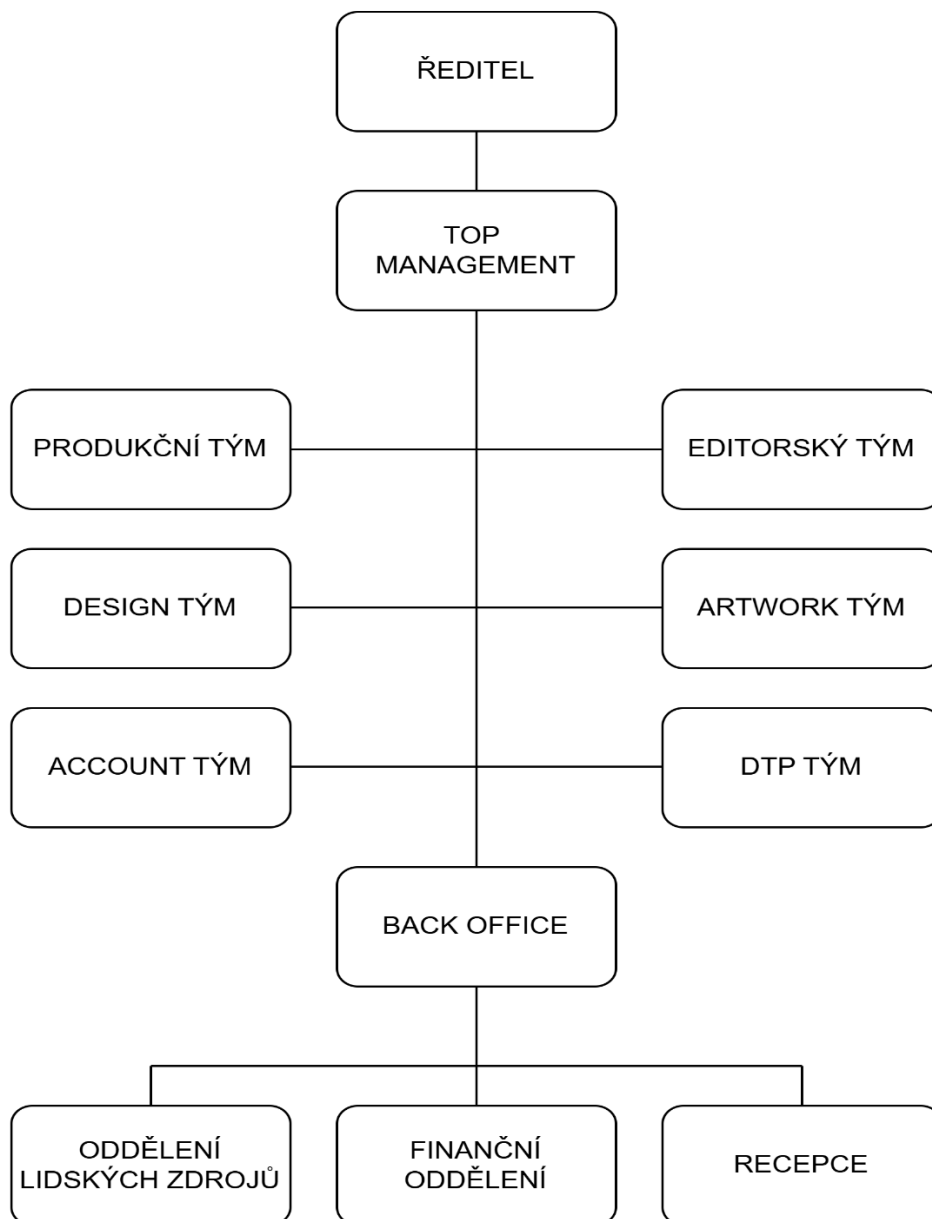 ŘEDITEL
TOP
MANAGEMENT
PRODUKČNÍ TÝM
EDITORSKÝ TÝM
DESIGN TÝM
ARTWORK TÝM
ACCOUNT TÝM
DTP TÝM
BACK OFFICE
ODDĚLENÍ
LIDSKÝCH ZDROJŮ
FINANČNÍ
ODDĚLENÍ
RECEPCE